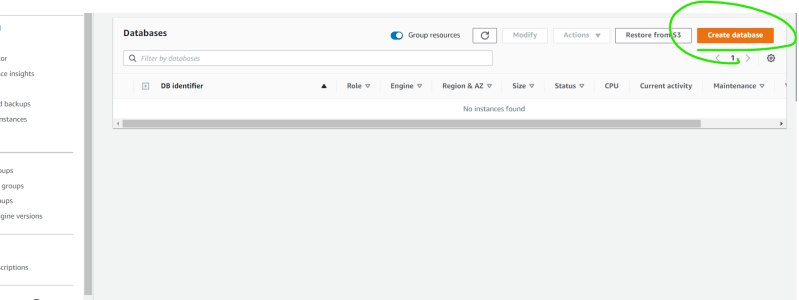 Databases
Group resources
Modify
Actions
Restore from S3
Create database
Filter by databases
1
DB identifier
Role
Engine
Region & AZ
Size
Status
CPU
Current activity
Maintenance
No instances found
ce insights
d backups
nstances
oups
groups
ups
gine versions
criptions